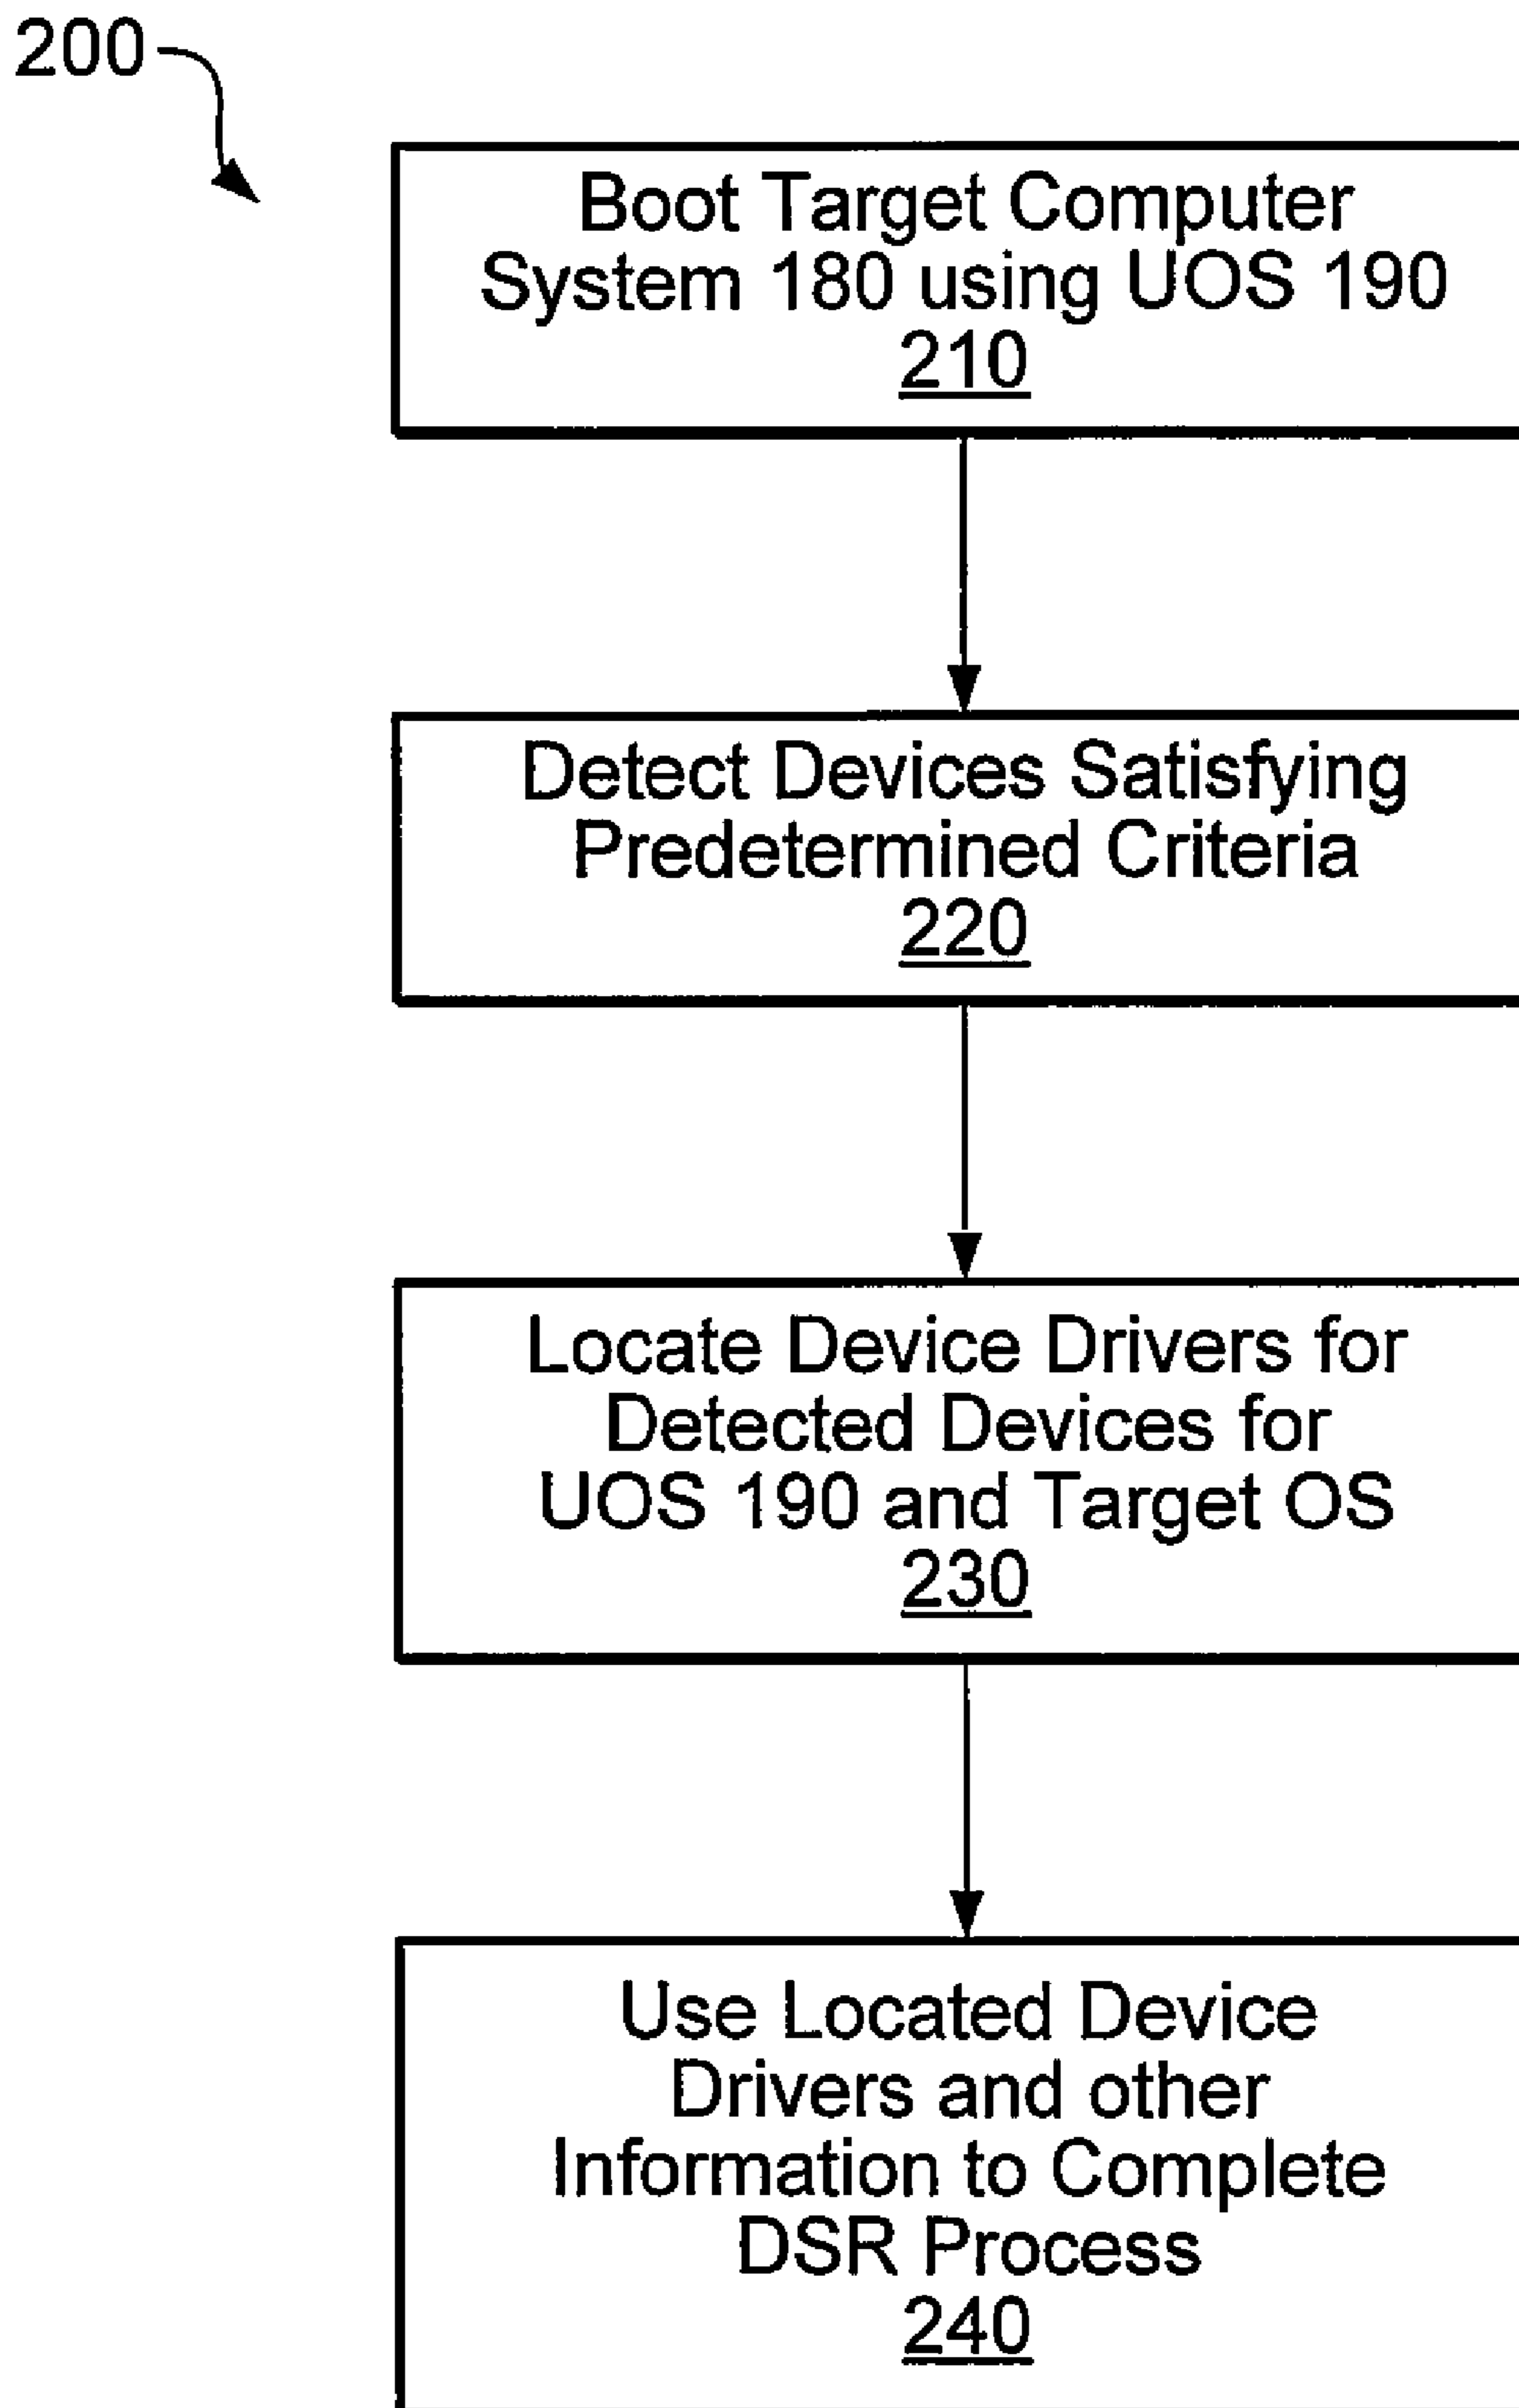 200
Boot Target Computer
System 180 using UOS 190
210
Detect Devices Satisfying
Predetermined Criteria
220
Locate Device Drivers for
Detected Devices for
UOS 190 and Target OS
230
Use Located Device
Drivers and other
Information to Complete
DSR Process
240